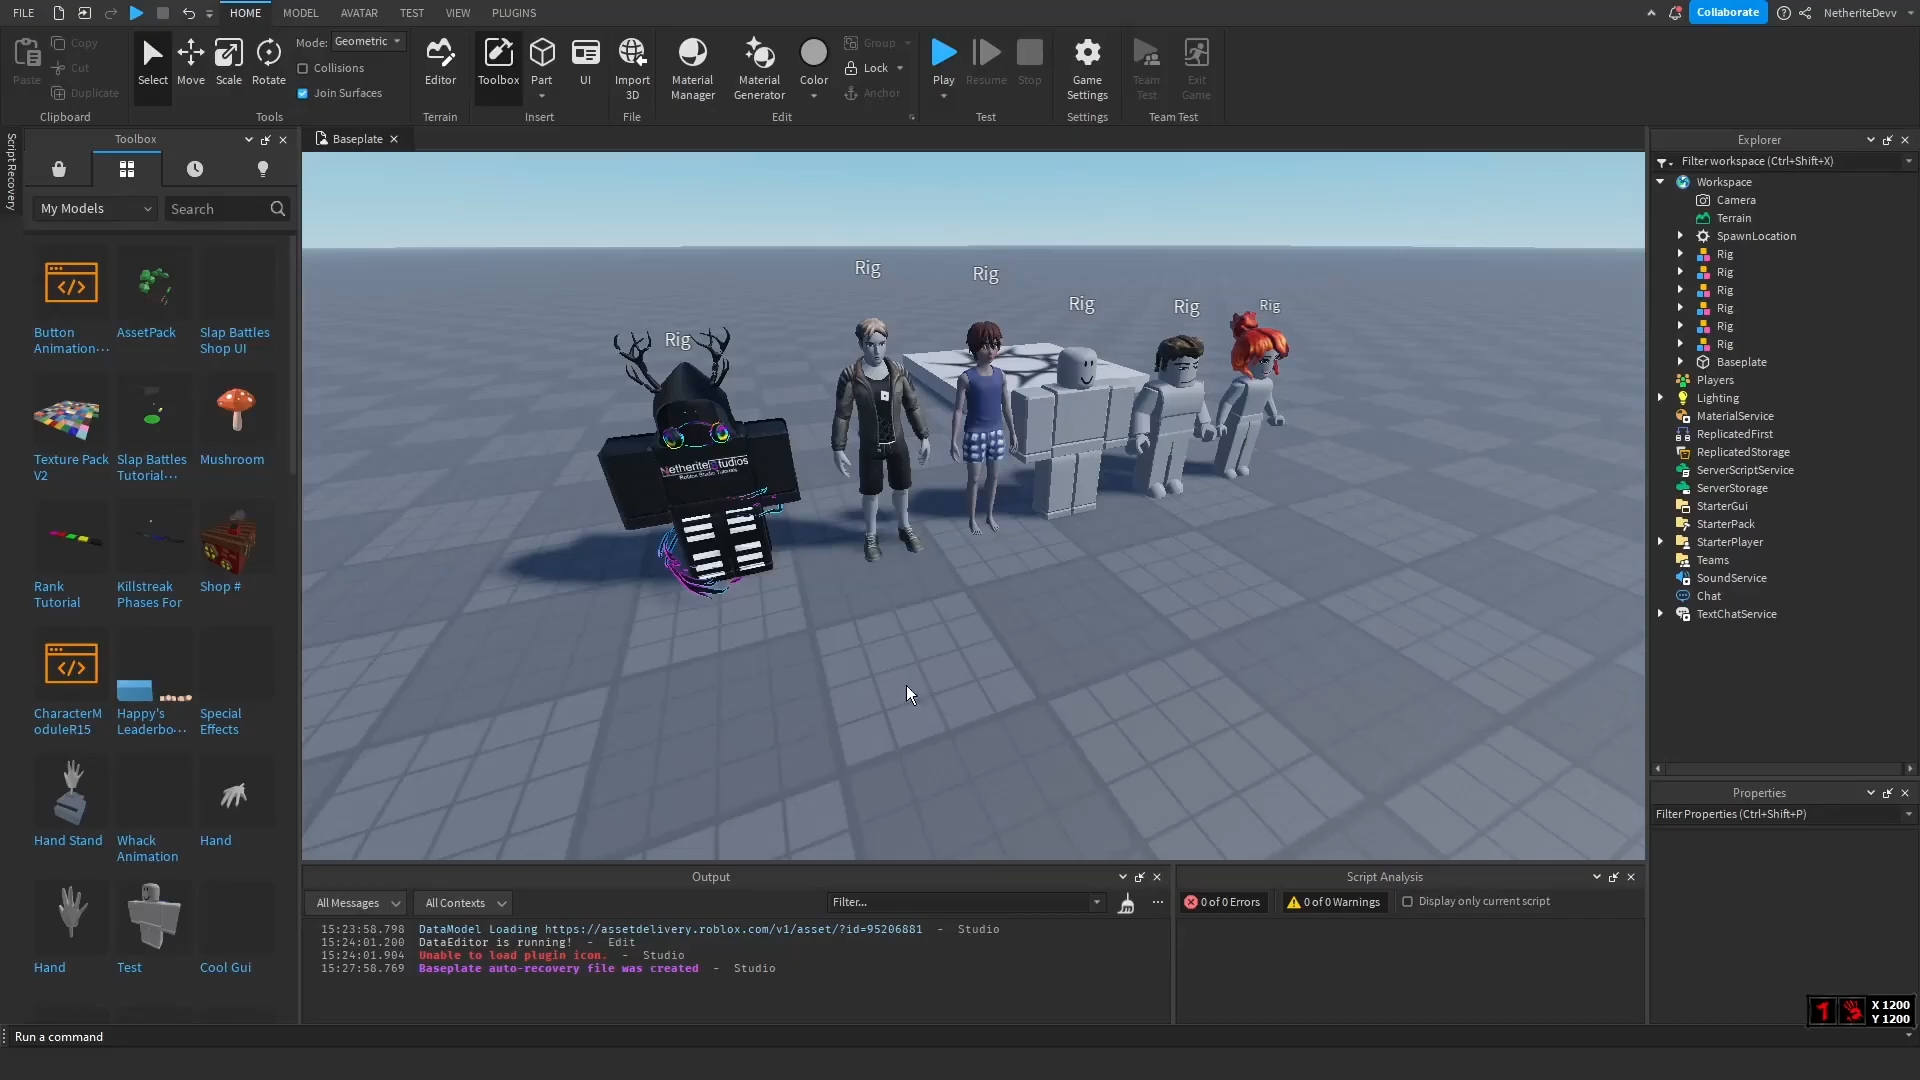 FILE HOME MODEL AVATAR TEST VIEW PLUGINS Collaborate NetheriteDevv
Paste Copy Cut Duplicate
Clipboard
Select Move Scale Rotate
Mode: Geometric
Collisions
Join Surfaces
Tools
Editor
Terrain
Toolbox Part UI
Insert
Import
3D
File
Material
Manager
Material
Generator
Color
Group
Lock
Anchor
Edit
Play Resume Stop
Test
Game
Settings
Settings
Team
Test
Exit
Game
Team Test
Script Recovery
Toolbox
My Models Search
Button
Animation...
AssetPack
Slap Battles
Shop UI
Texture Pack
V2
Slap Battles
Tutorial...
Mushroom
Rank
Tutorial
Killstreak
Phases For
Shop #
CharacterM
oduleR15
Happy's
Leaderbo...
Special
Effects
Hand Stand
Whack
Animation
Hand
Hand
Test
Cool Gui
Baseplate
Rig
Rig
Rig
Rig
Rig
Rig
NetheriteStudios
Roblox Studio Tutorials
Explorer
Filter workspace (Ctrl+Shift+X)
Workspace
Camera
Terrain
SpawnLocation
Rig
Rig
Rig
Rig
Rig
Rig
Baseplate
Players
Lighting
MaterialService
ReplicatedFirst
ReplicatedStorage
ServerScriptService
ServerStorage
StarterGui
StarterPack
StarterPlayer
Teams
SoundService
Chat
TextChatService
Properties
Filter Properties (Ctrl+Shift+P)
Output
All Messages All Contexts Filter...
15:23:58.798 DataModel Loading https://assetdelivery.roblox.com/v1/asset/?id=95206881 - Studio
15:24:01.200 DataEditor is running! - Edit
15:24:01.904 Unable to load plugin icon. - Studio
15:27:58.769 Baseplate auto-recovery file was created - Studio
Script Analysis
0 of 0 Errors 0 of 0 Warnings Display only current script
X 1200
Y 1200
Run a command